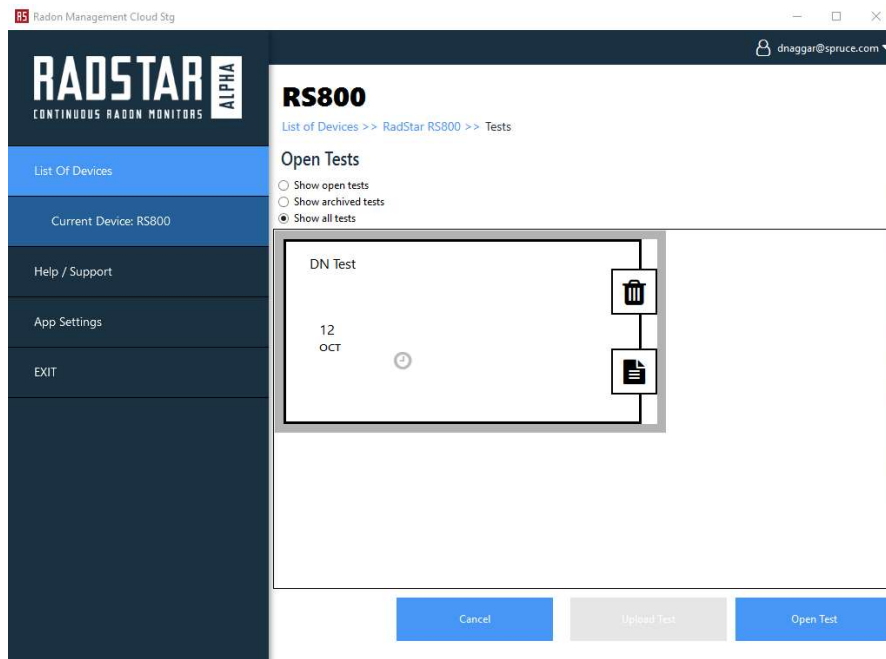 RS Radon Management Cloud Stg
dnaggar@spruce.com
RADSTAR ALPHA
CONTINUOUS RADON MONITORS
List Of Devices
Current Device: RS800
Help / Support
App Settings
EXIT
RS800
List of Devices >> RadStar RS800 >> Tests
Open Tests
Show open tests
Show archived tests
Show all tests
DN Test
12
OCT
Cancel
Upload Test
Open Test